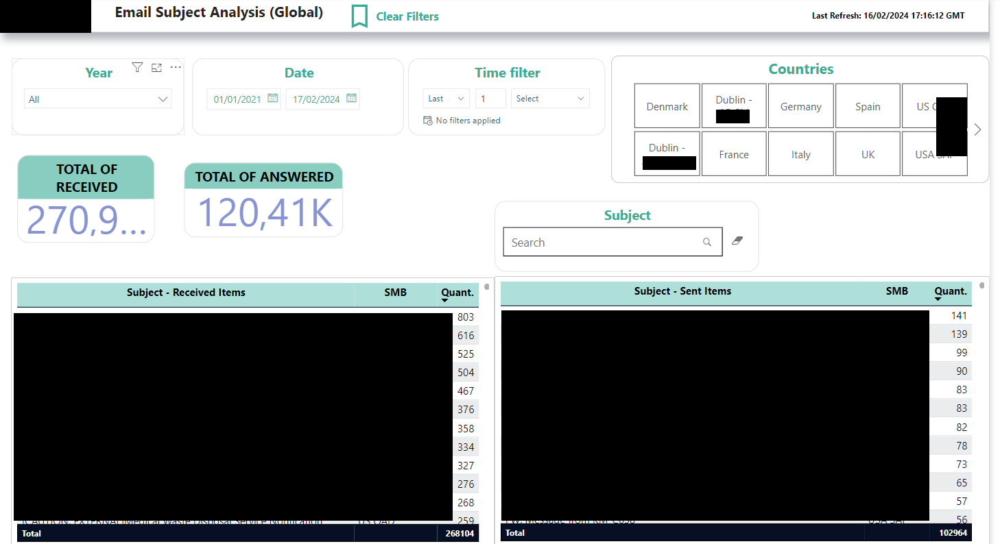 Email Subject Analysis (Global)
Clear Filters
Last Refresh: 16/02/2024 17:16:12 GMT
Year
All
Date
01/01/2021
17/02/2024
Time filter
Last
1
Select
No filters applied
Countries
Denmark
Dublin -
Germany
Spain
US
Dublin -
France
Italy
UK
USA
TOTAL OF
RECEIVED
270,9...
TOTAL OF ANSWERED
120,41K
Subject
Search
Subject - Received Items SMB Quant.
803
616
525
504
467
376
358
334
327
276
268
259
Total 268104
Subject - Sent Items SMB Quant.
141
139
99
90
83
83
82
78
73
65
57
56
Total 102964